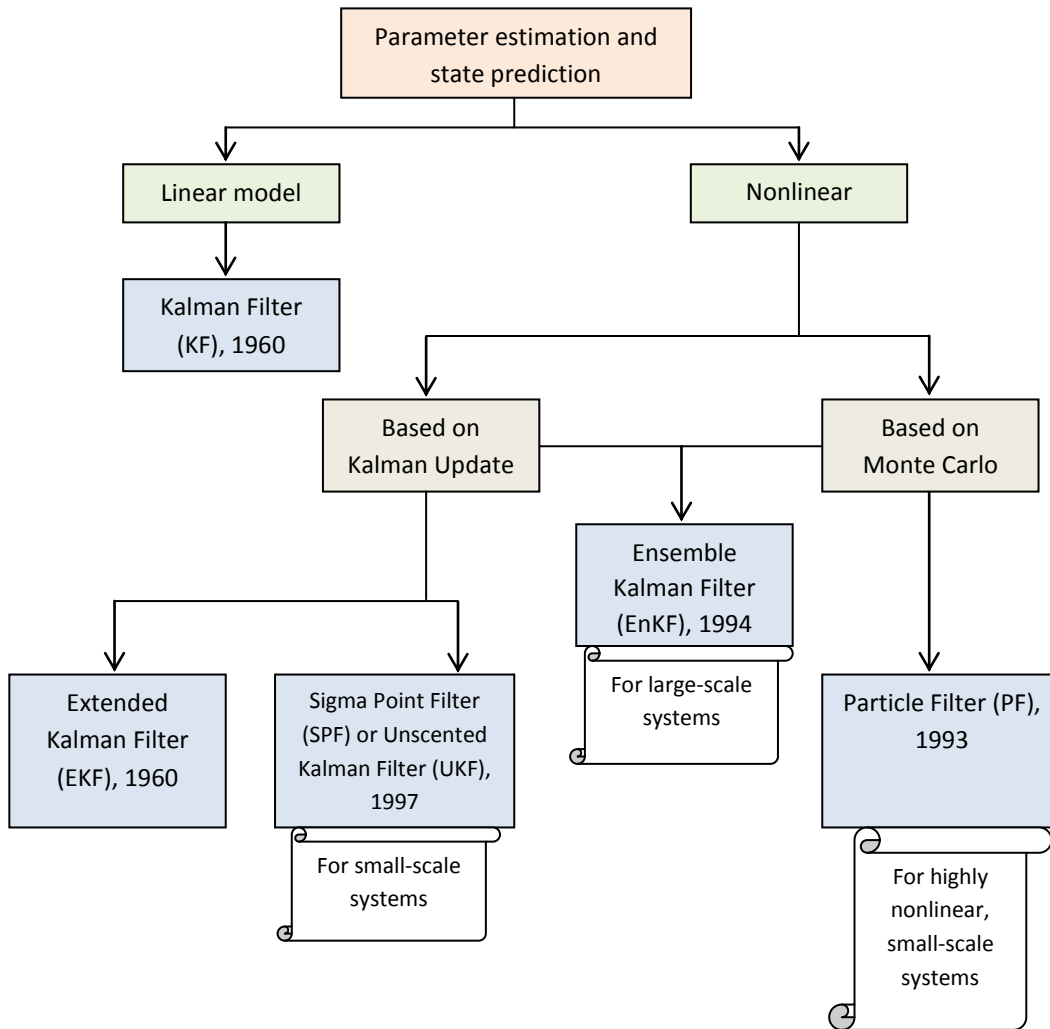 Parameter estimation and
state prediction
Linear model
Nonlinear
Kalman Filter
(KF), 1960
Based on
Kalman Update
Based on
Monte Carlo
Ensemble
Kalman Filter
(EnKF), 1994
For large-scale
systems
Extended
Kalman Filter
(EKF), 1960
Sigma Point Filter
(SPF) or Unscented
Kalman Filter (UKF),
1997
For small-scale
systems
Particle Filter (PF),
1993
For highly
nonlinear,
small-scale
systems